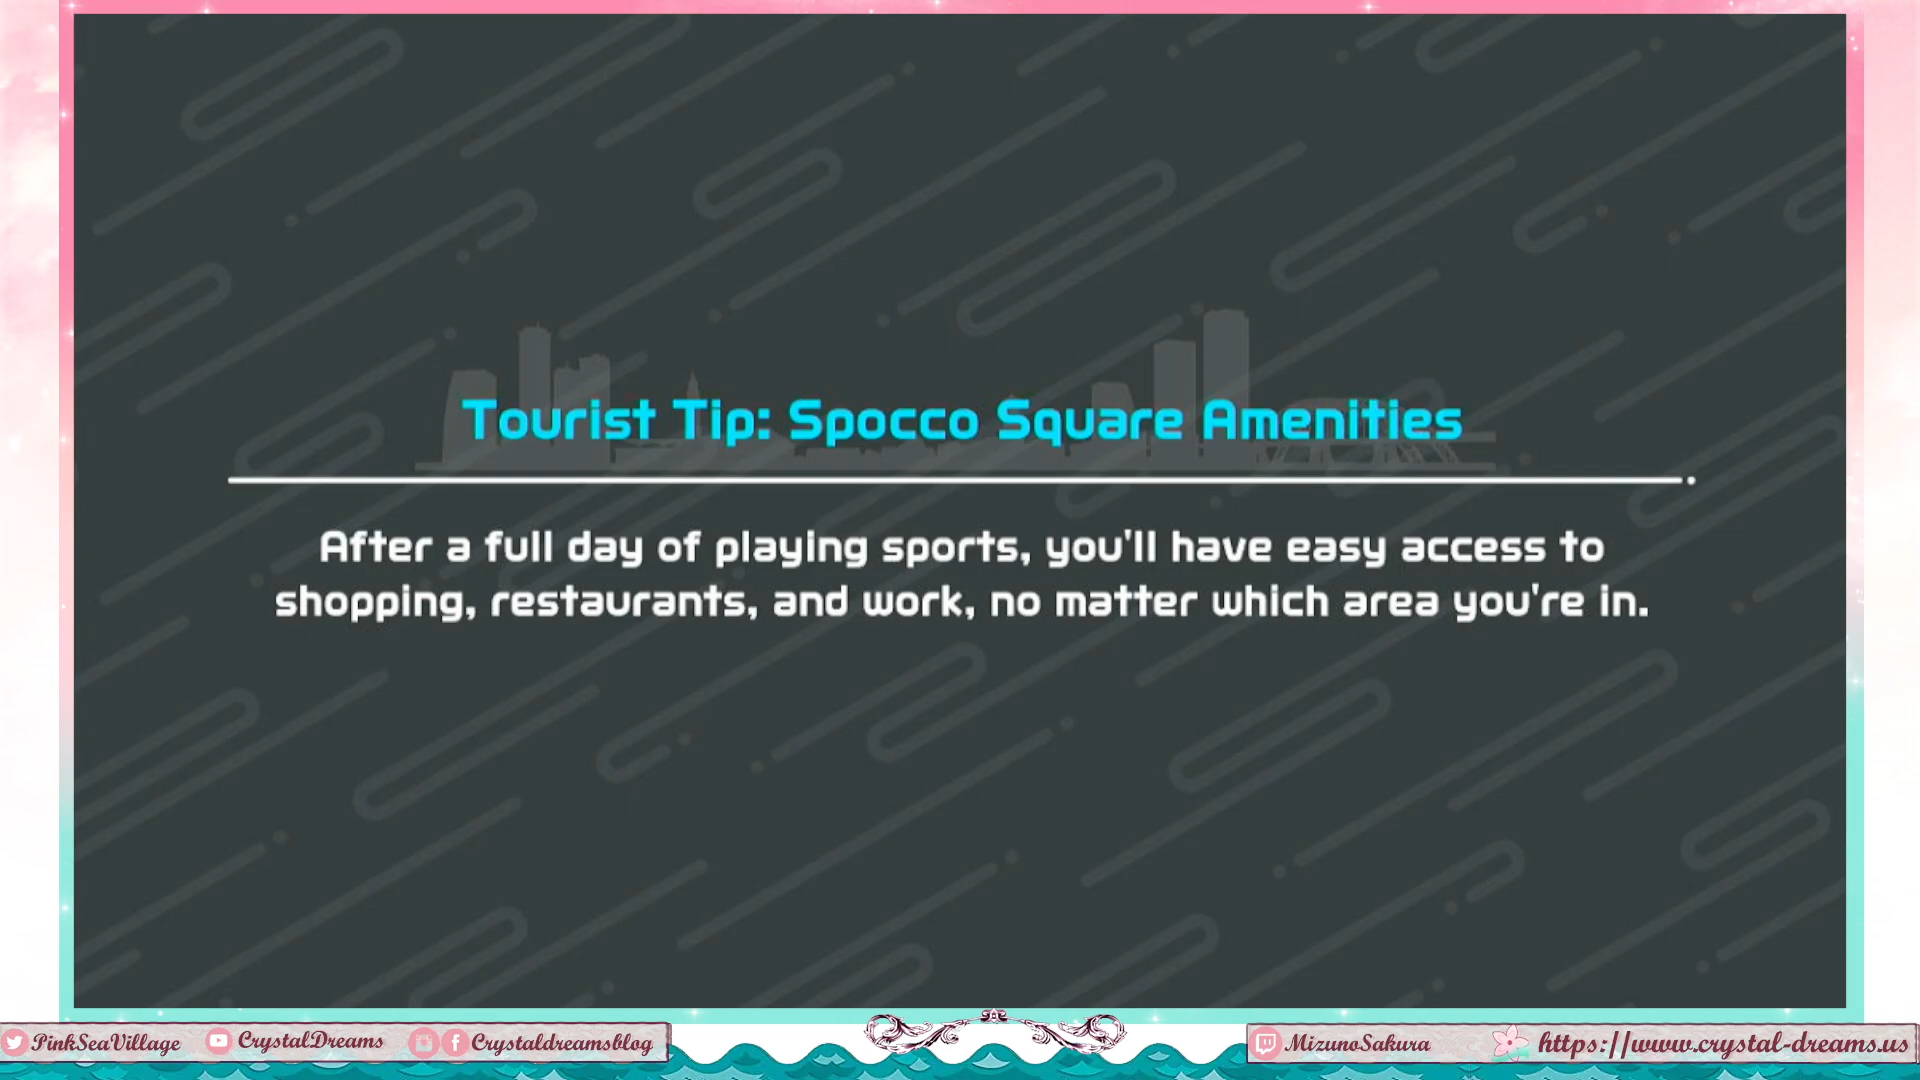 Tourist Tip: Spocco Square Amenities
After a full day of playing sports, you'll have easy access to
shopping, restaurants, and work, no matter which area you're in.
PinkSeaVillage CrystalDreams Crystaldreamsblog MizunoSakura https://www.crystal-dreams.us